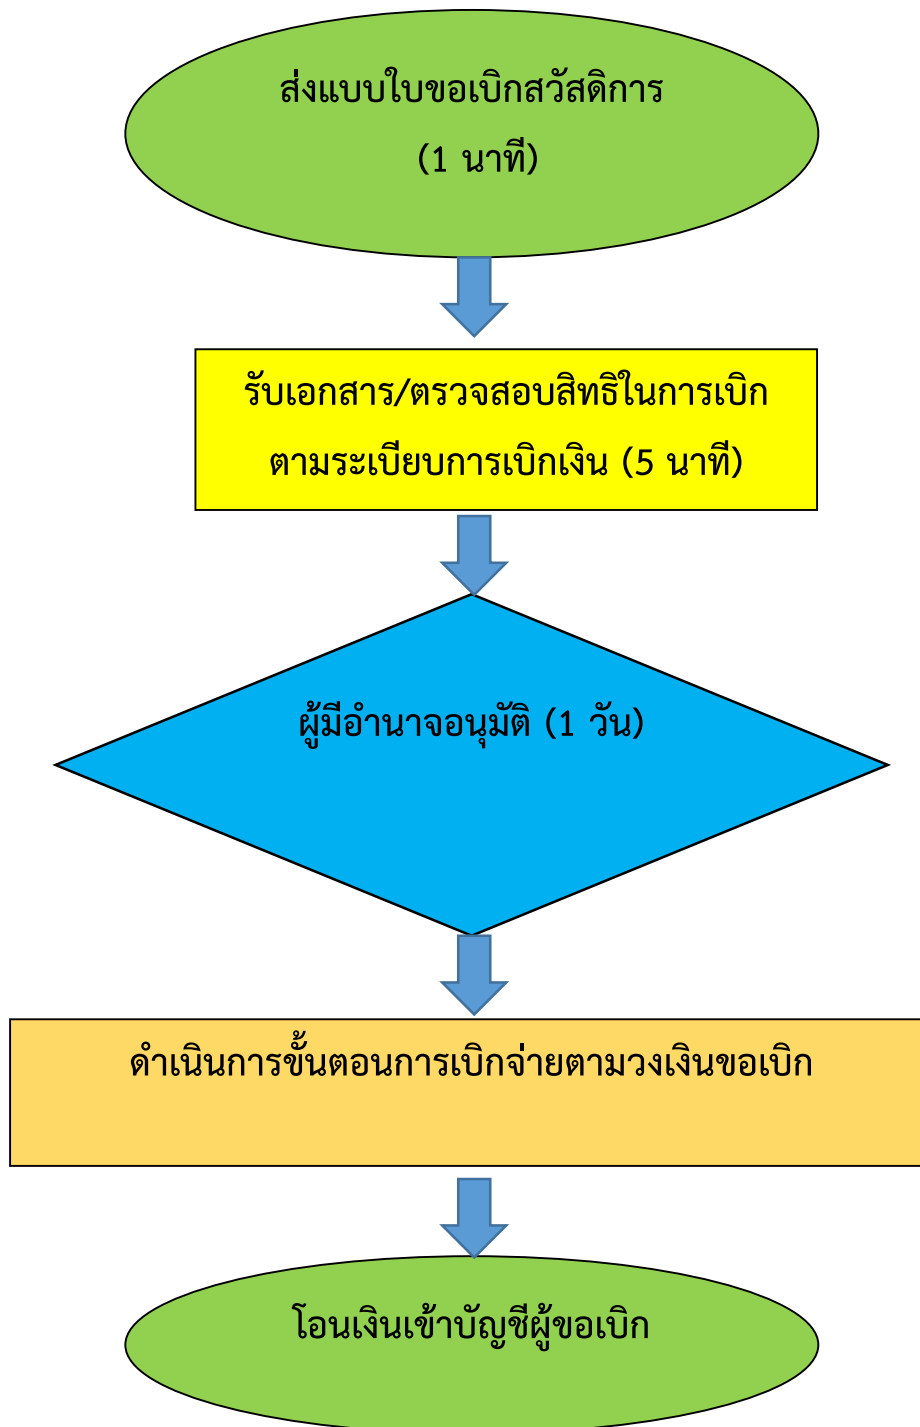 ส่งแบบใบขอเบิกสวัสดิการ
(1 นาที)
รับเอกสาร/ตรวจสอบสิทธิในการเบิก
ตามระเบียบการเบิกเงิน (5 นาที)
ผู้มีอำนาจอนุมัติ (1 วัน)
ดำเนินการขั้นตอนการเบิกจ่ายตามวงเงินขอเบิก
โอนเงินเข้าบัญชีผู้ขอเบิก